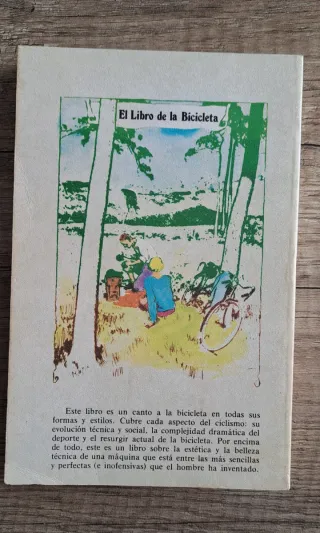 El Libro de la Bicicleta
Este libro es un canto a la bicicleta en todas sus
formas y estilos. Cubre cada aspecto del ciclismo: su
evolución técnica y social, la complejidad dramática del
deporte y el resurgir actual de la bicicleta. Por encima
de todo, este es un libro sobre la estética y la belleza
técnica de una máquina que está entre las más sencillas
y perfectas (e inofensivas) que el hombre ha inventado.